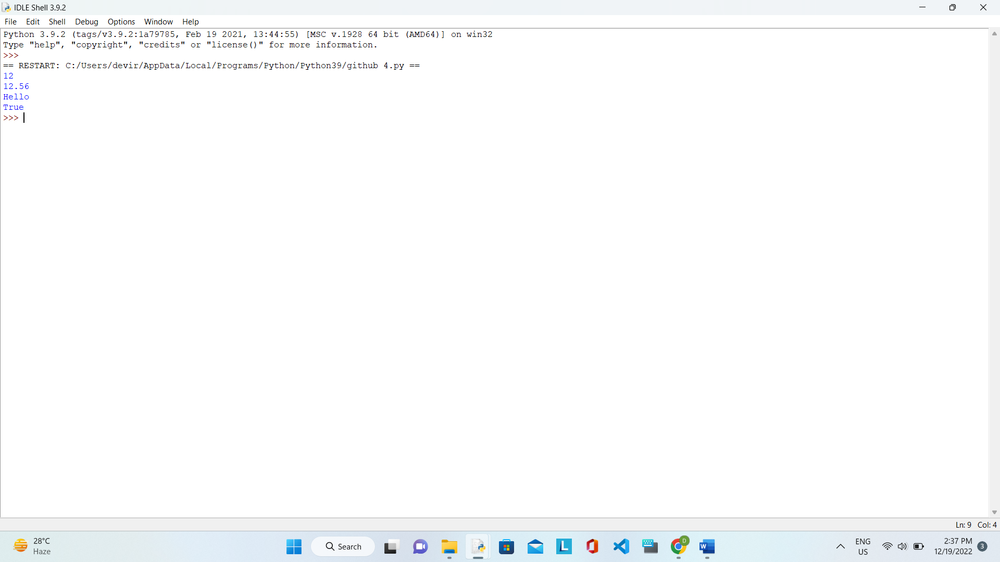 IDLE Shell 3.9.2
File Edit Shell Debug Options Window Help
Python 3.9.2 (tags/v3.9.2:1a79785, Feb 19 2021, 13:44:55) [MSC v.1928 64 bit (AMD64)] on win32
Type "help", "copyright", "credits" or "license()" for more information.
>>>
== RESTART: C:/Users/devir/AppData/Local/Programs/Python/Python39/github 4.py ==
12
12.56
Hello
True
>>>
Ln: 9 Col: 4
28°C
Haze
Search
L
D
W
ENG
US
2:37 PM
12/19/2022
3